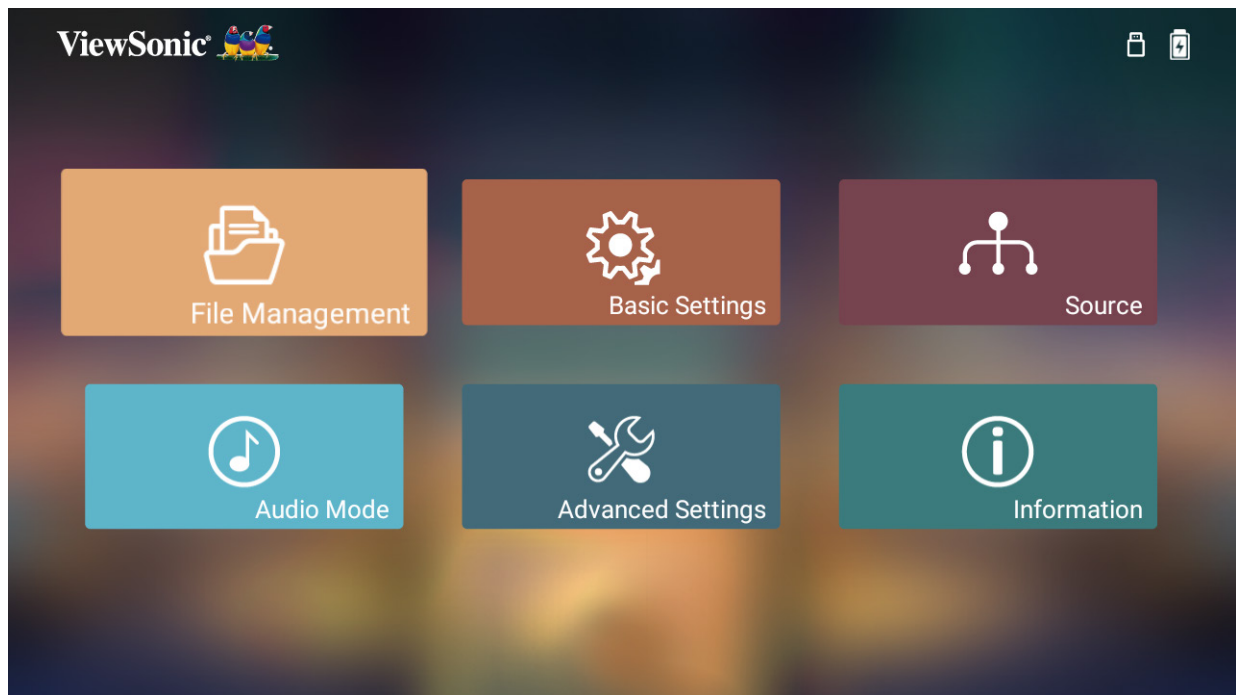 ViewSonic®
File Management
Basic Settings
Source
Audio Mode
Advanced Settings
Information